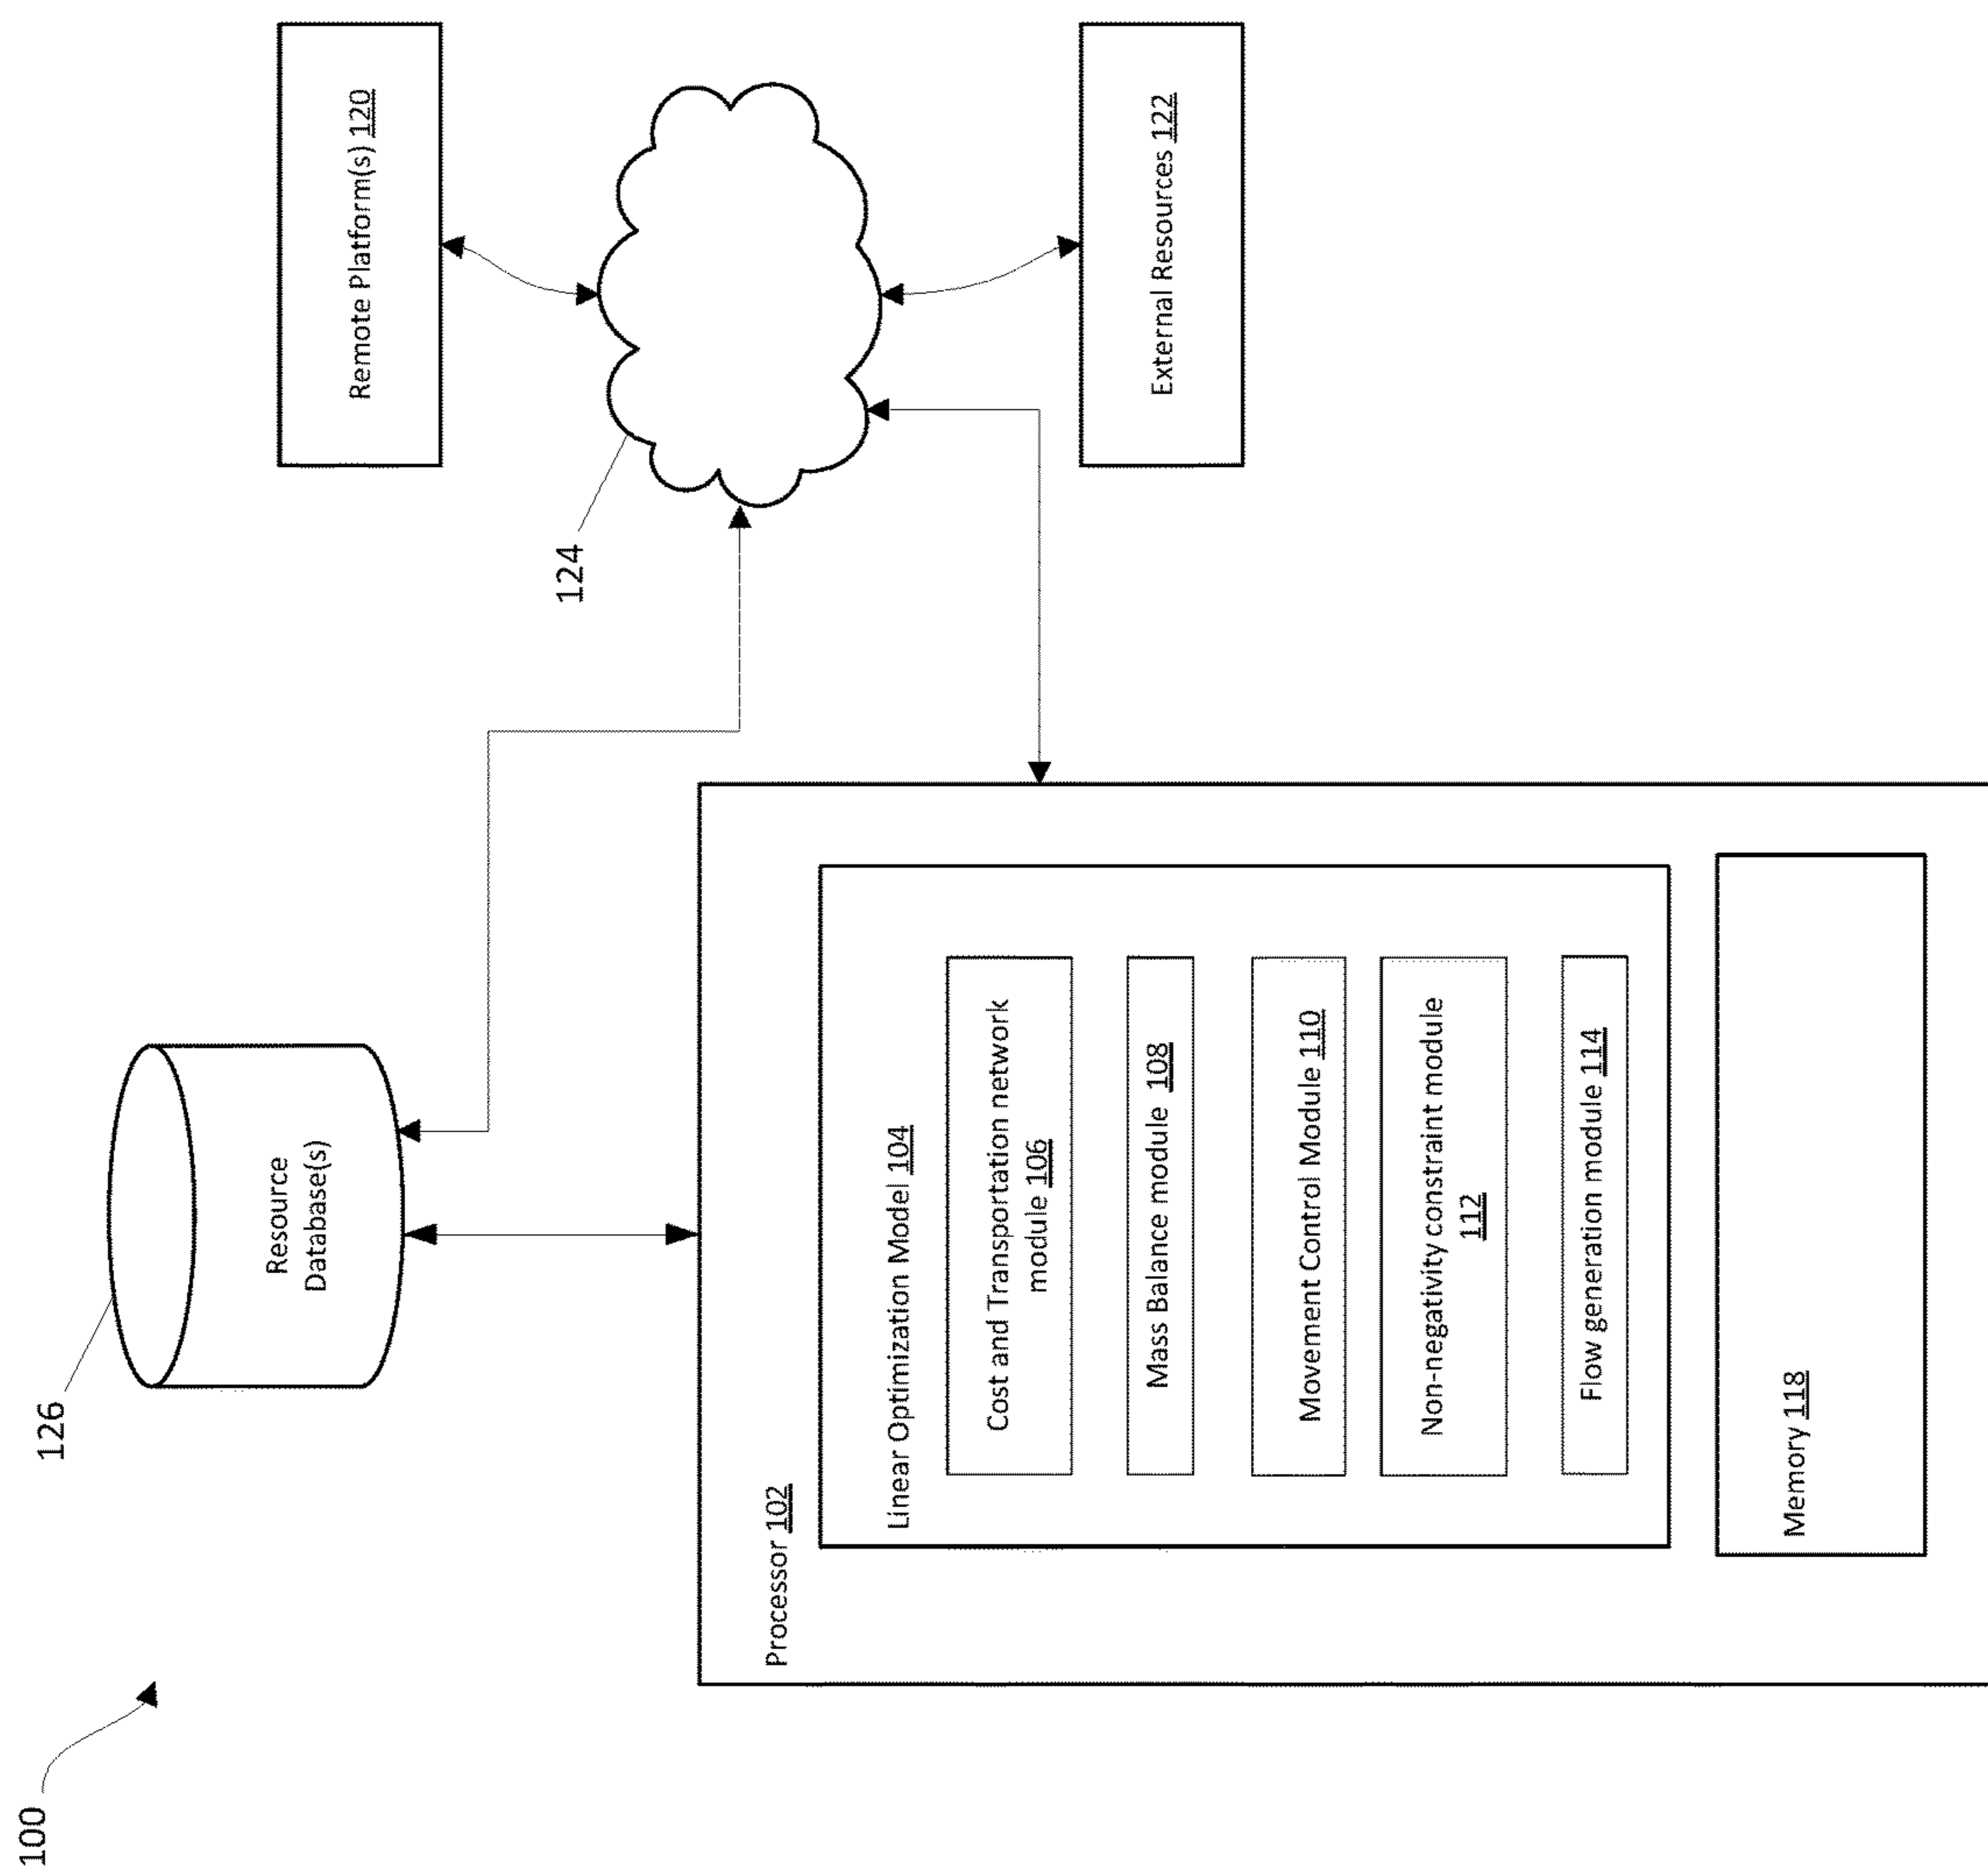 100
126
Resource
Database(s)
Processor 102
Linear Optimization Model 104
Cost and Transportation network
module 106
Mass Balance module 108
Movement Control Module 110
Non-negativity constraint module
112
Flow generation module 114
Memory 118
124
Remote Platform(s) 120
External Resources 122